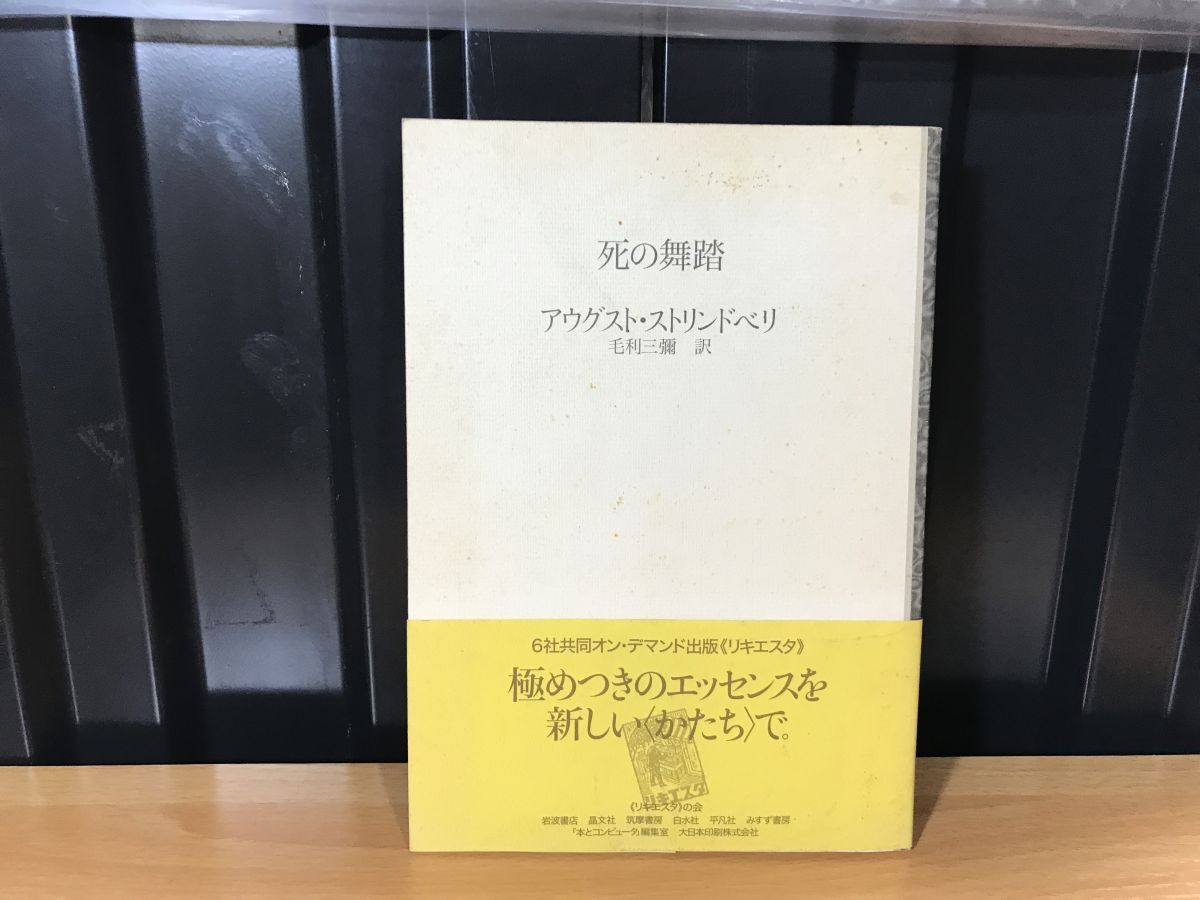 死の舞踏
アウグスト・ストリンドベリ
毛利三彌 訳
6社共同オン・デマンド出版《リキエスタ》
極めつきのエッセンスを
新しい〈かたち〉で。
リキエスタ
《リキエスタ》の会
岩波書店 晶文社 筑摩書房 白水社 平凡社 みすず書房
『本とコンピュータ』編集室 大日本印刷株式会社